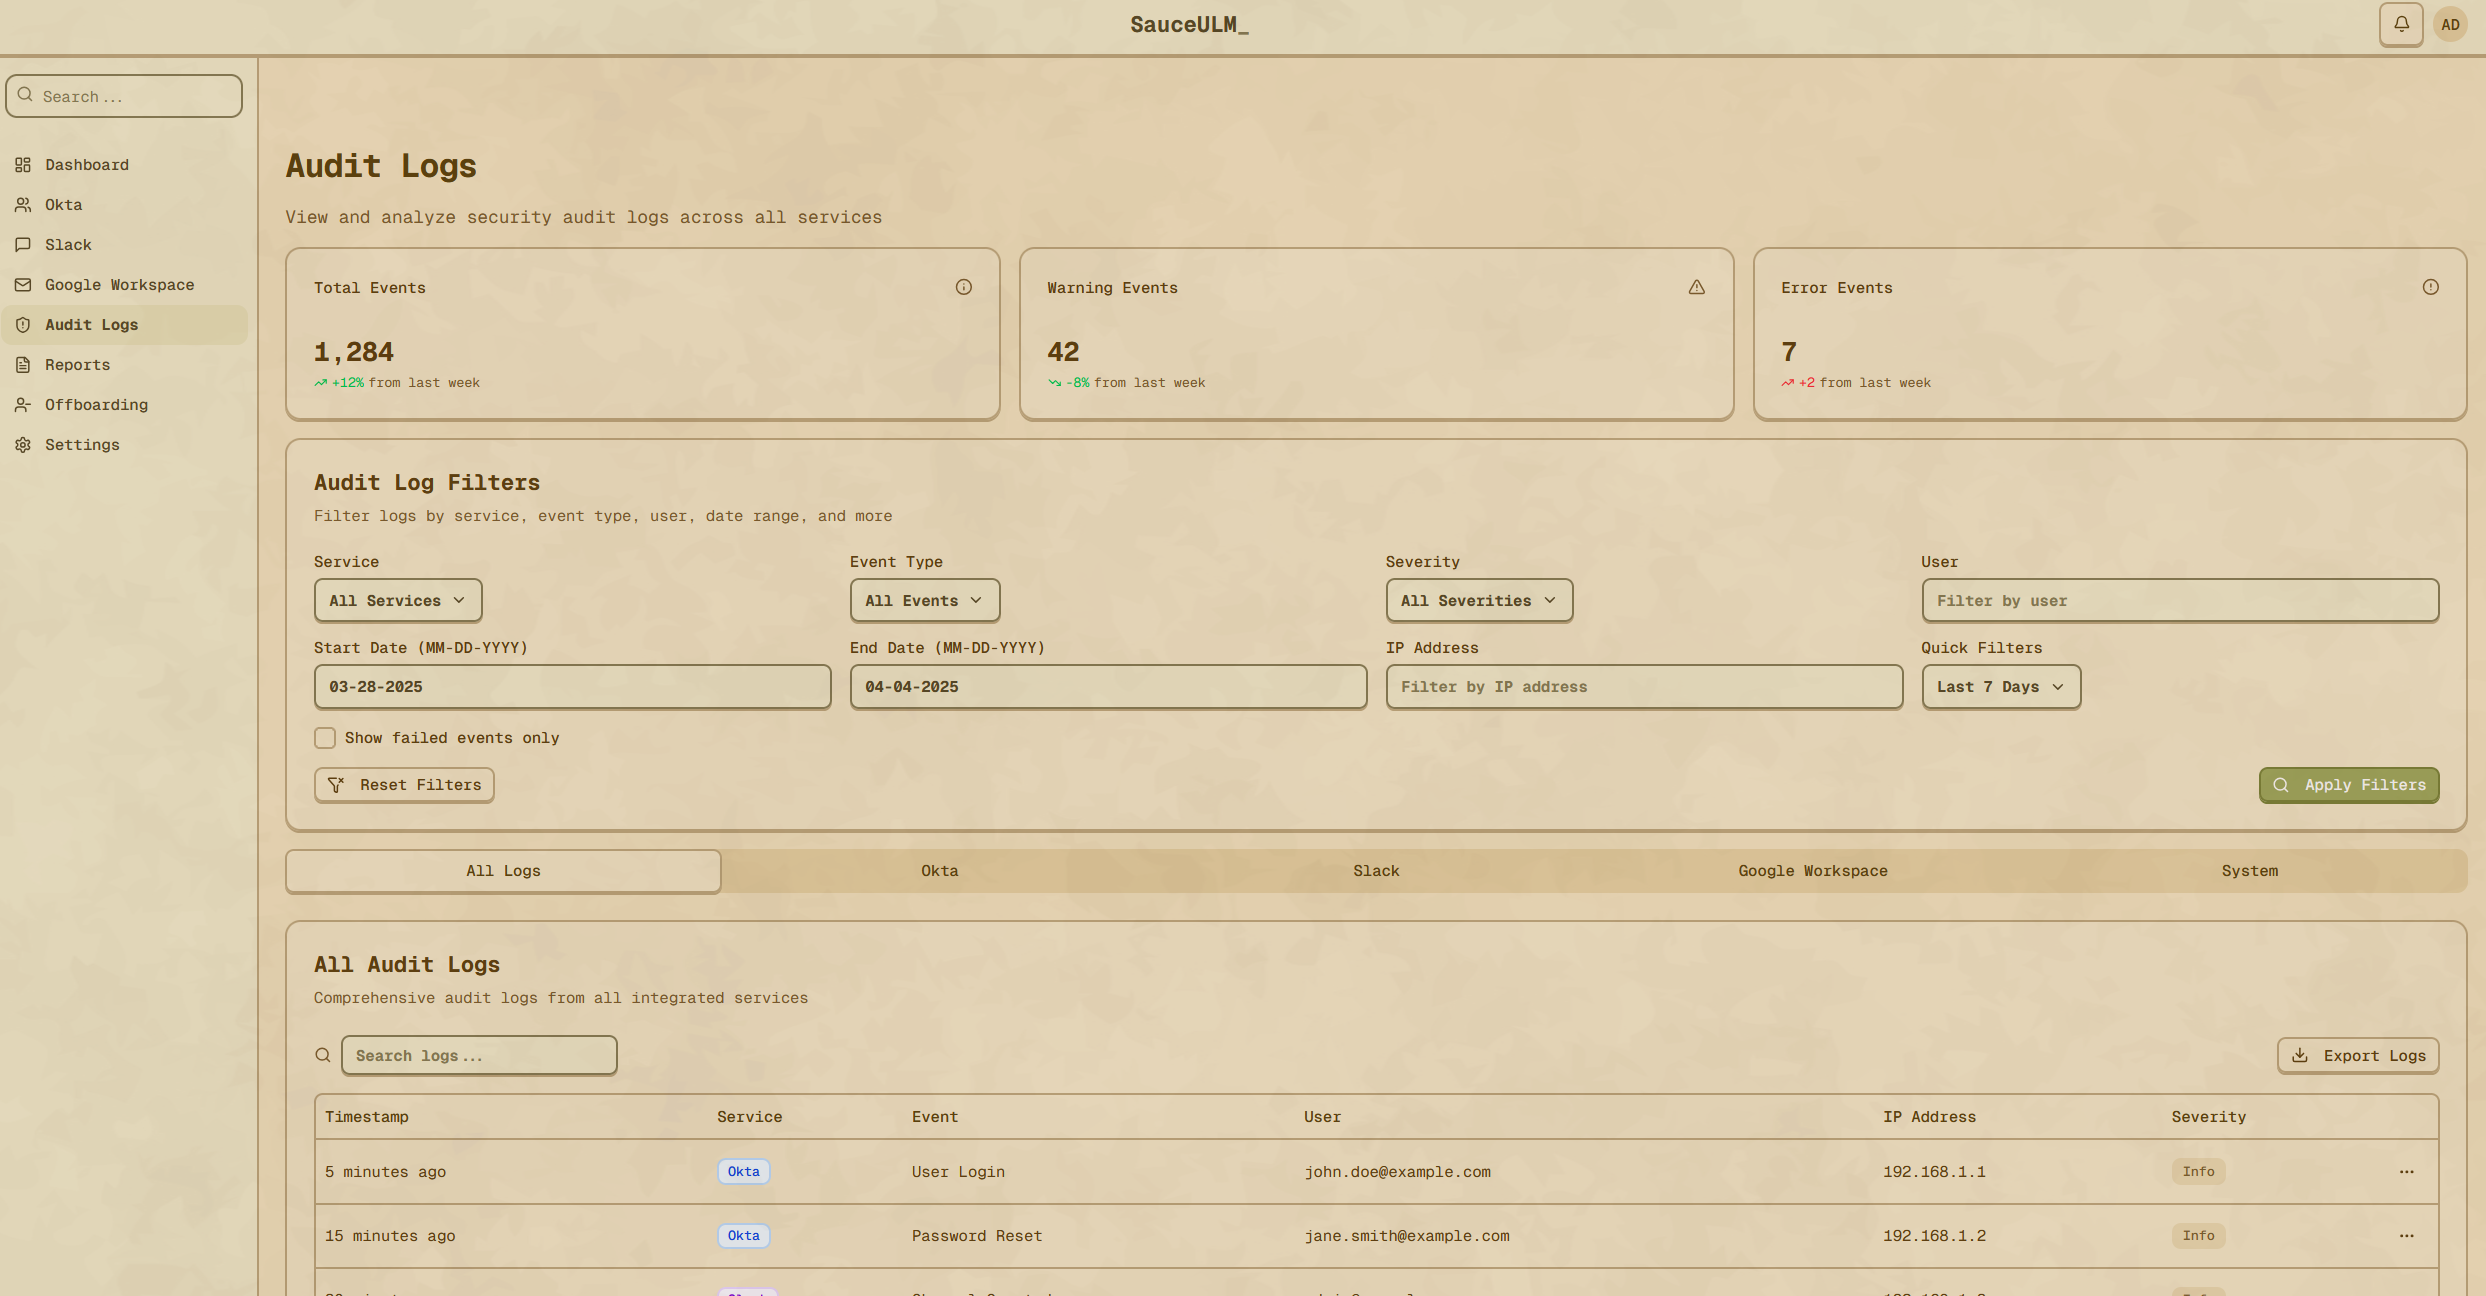 SauceULM_
AD
Search...
Dashboard
Okta
Slack
Google Workspace
Audit Logs
Reports
Offboarding
Settings
Audit Logs
View and analyze security audit logs across all services
Total Events
1,284
+12% from last week
Warning Events
42
-8% from last week
Error Events
7
+2 from last week
Audit Log Filters
Filter logs by service, event type, user, date range, and more
Service
All Services
Event Type
All Events
Severity
All Severities
User
Filter by user
Start Date (MM-DD-YYYY)
03-28-2025
End Date (MM-DD-YYYY)
04-04-2025
IP Address
Filter by IP address
Quick Filters
Last 7 Days
Show failed events only
Reset Filters
Apply Filters
All Logs Okta Slack Google Workspace System
All Audit Logs
Comprehensive audit logs from all integrated services
Search logs...
Export Logs
Timestamp Service Event User IP Address Severity
5 minutes ago Okta User Login john.doe@example.com 192.168.1.1 Info
15 minutes ago Okta Password Reset jane.smith@example.com 192.168.1.2 Info